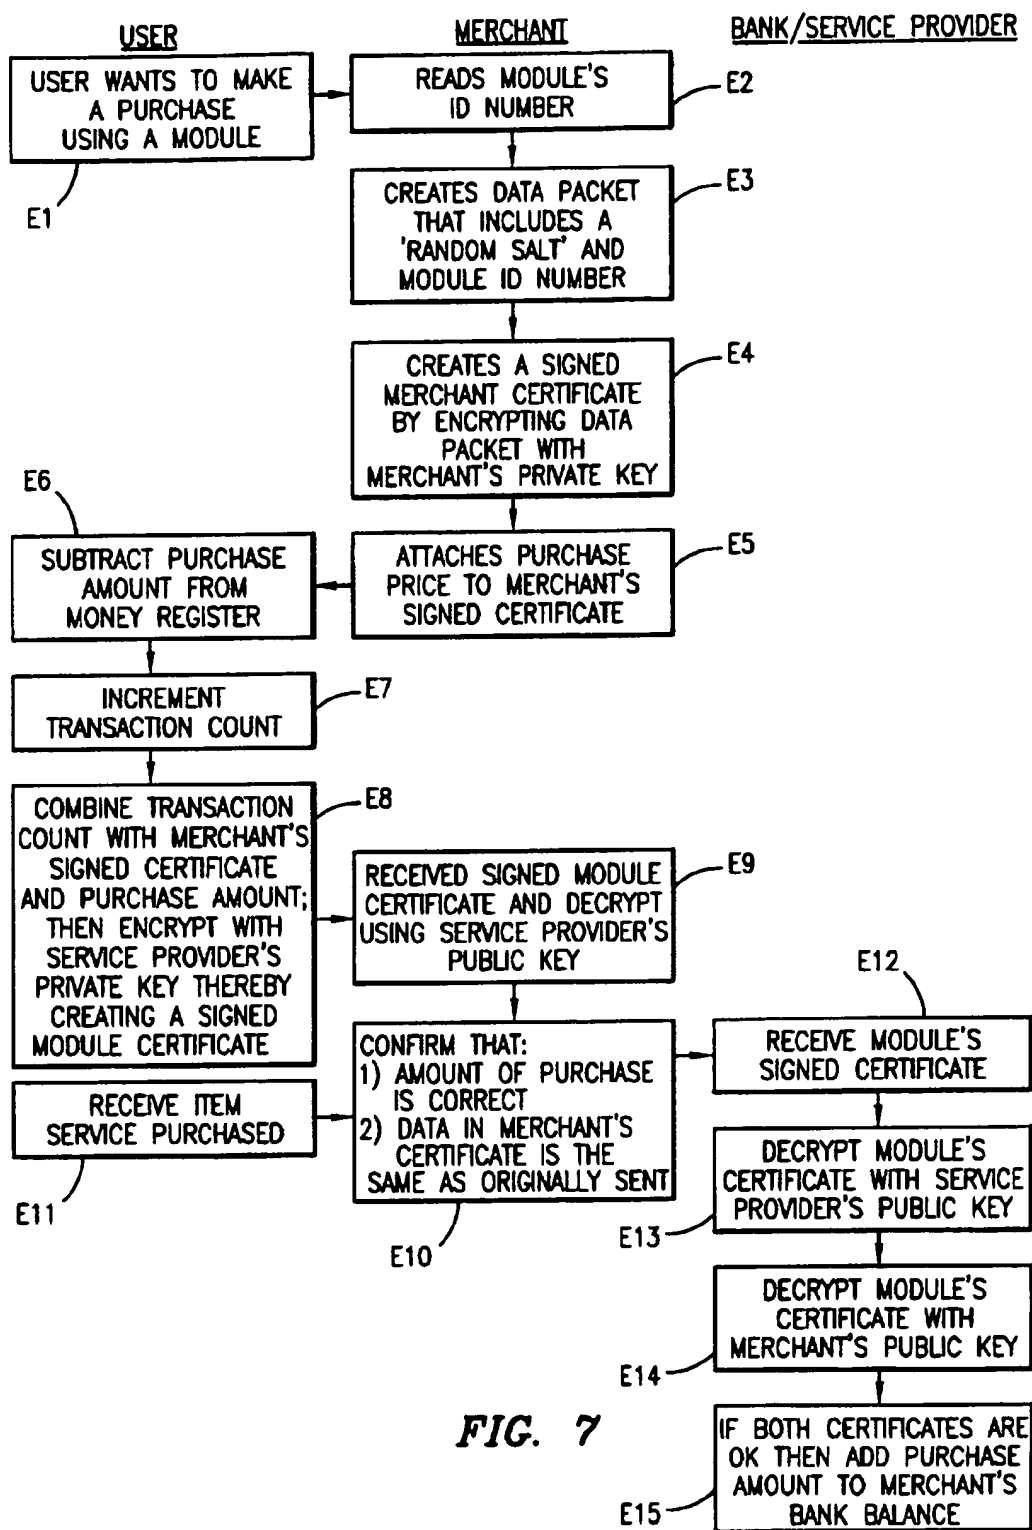 USER
MERCHANT
BANK/SERVICE PROVIDER
USER WANTS TO MAKE
A PURCHASE
USING A MODULE
E1
READS MODULE'S
ID NUMBER
E2
CREATES DATA PACKET
THAT INCLUDES A
'RANDOM SALT' AND
MODULE ID NUMBER
E3
CREATES A SIGNED
MERCHANT CERTIFICATE
BY ENCRYPTING DATA
PACKET WITH
MERCHANT'S PRIVATE KEY
E4
ATTACHES PURCHASE
PRICE TO MERCHANT'S
SIGNED CERTIFICATE
E5
E6
SUBTRACT PURCHASE
AMOUNT FROM
MONEY REGISTER
INCREMENT
TRANSACTION COUNT
E7
COMBINE TRANSACTION
COUNT WITH MERCHANT'S
SIGNED CERTIFICATE
AND PURCHASE AMOUNT;
THEN ENCRYPT WITH
SERVICE PROVIDER'S
PRIVATE KEY THEREBY
CREATING A SIGNED
MODULE CERTIFICATE
E8
RECEIVED SIGNED MODULE
CERTIFICATE AND DECRYPT
USING SERVICE PROVIDER'S
PUBLIC KEY
E9
CONFIRM THAT:
1) AMOUNT OF PURCHASE
IS CORRECT
2) DATA IN MERCHANT'S
CERTIFICATE IS THE
SAME AS ORIGINALLY SENT
E10
RECEIVE ITEM
SERVICE PURCHASED
E11
E12
RECEIVE MODULE'S
SIGNED CERTIFICATE
DECRYPT MODULE'S
CERTIFICATE WITH SERVICE
PROVIDER'S PUBLIC KEY
E13
DECRYPT MODULE'S
CERTIFICATE WITH
MERCHANT'S PUBLIC KEY
E14
IF BOTH CERTIFICATES ARE
OK THEN ADD PURCHASE
AMOUNT TO MERCHANT'S
BANK BALANCE
E15
FIG. 7